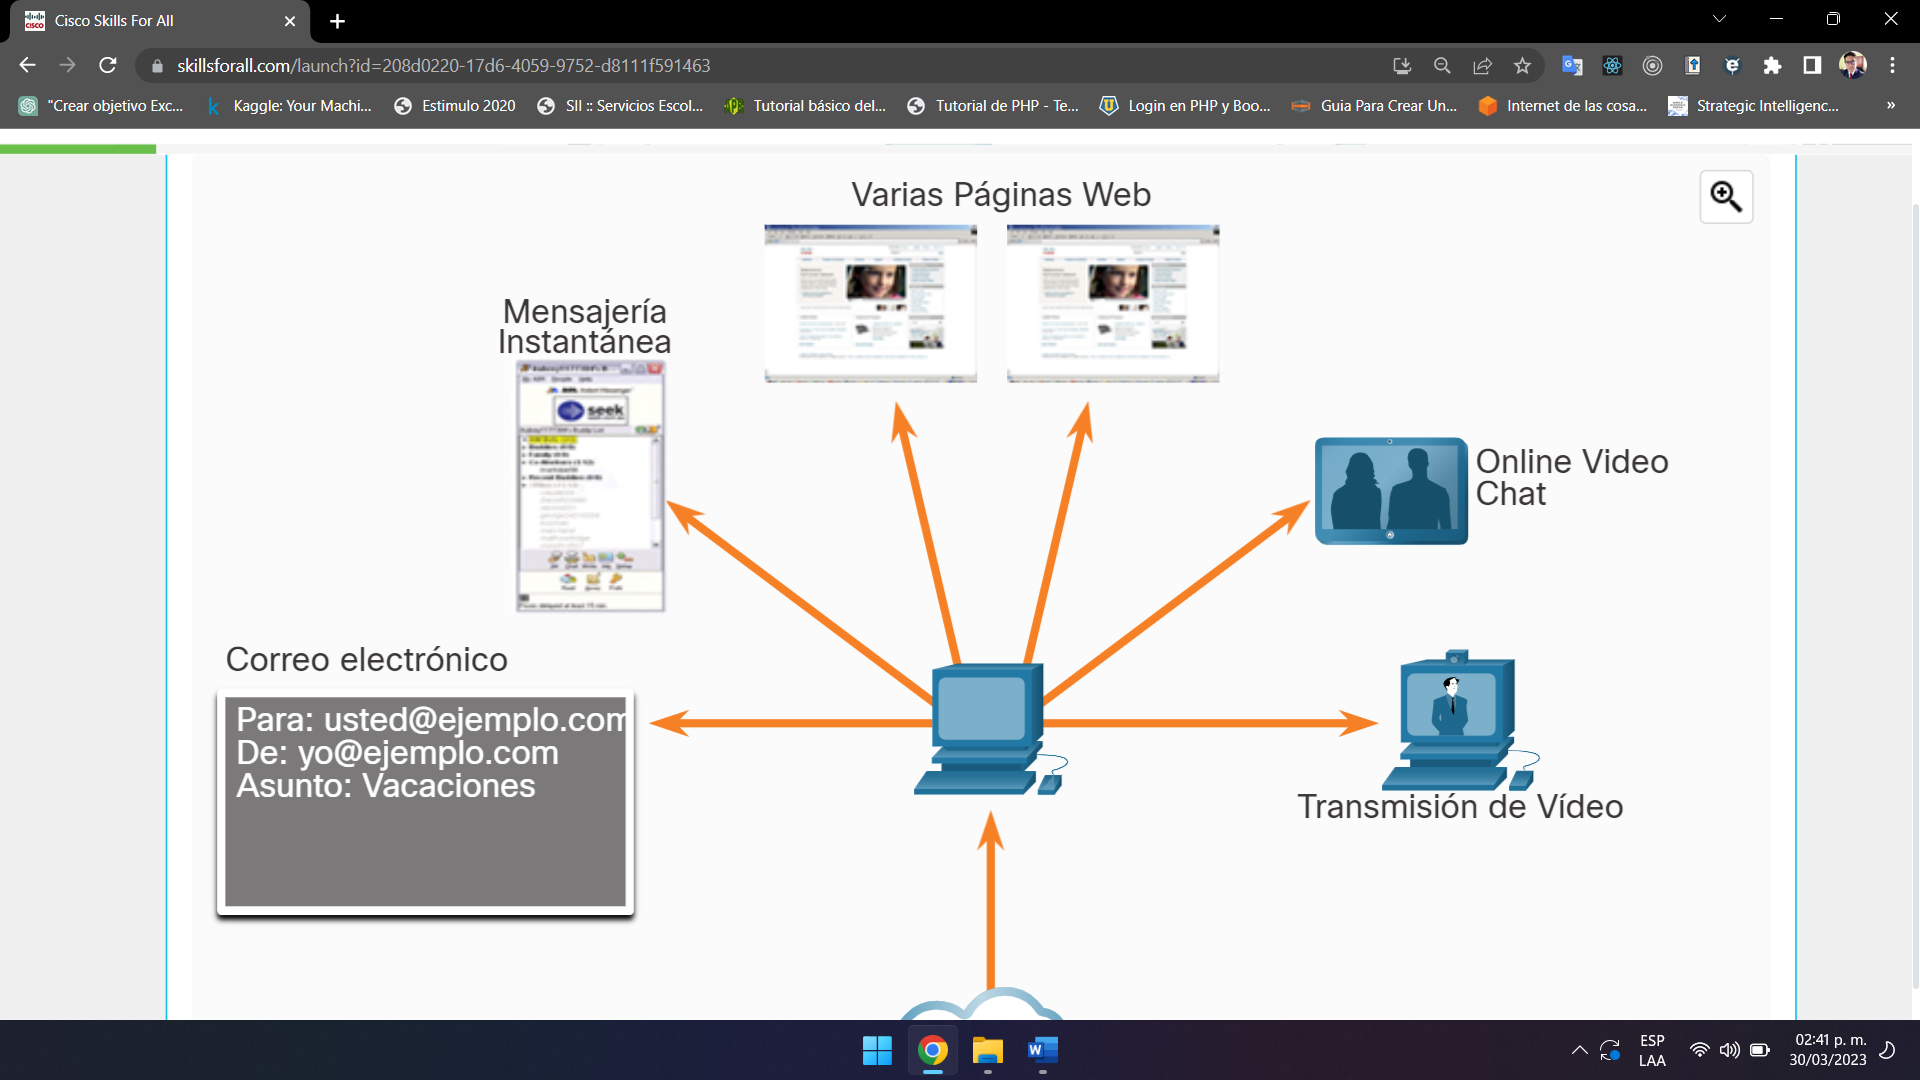 Cisco Skills For All
skillsforall.com/launch?id=208d0220-17d6-4059-9752-d8111f591463
"Crear objetivo Exc...
Kaggle: Your Machi...
Estimulo 2020
SII :: Servicios Escol...
Tutorial básico del...
Tutorial de PHP - Te...
Login en PHP y Boo...
Guia Para Crear Un...
Internet de las cosa...
Strategic Intelligenc...
»
Varias Páginas Web
Mensajería
Instantánea
seek
Online Video
Chat
Correo electrónico
Para: usted@ejemplo.com
De: yo@ejemplo.com
Asunto: Vacaciones
Transmisión de Vídeo
ESP
LAA
02:41 p. m.
30/03/2023